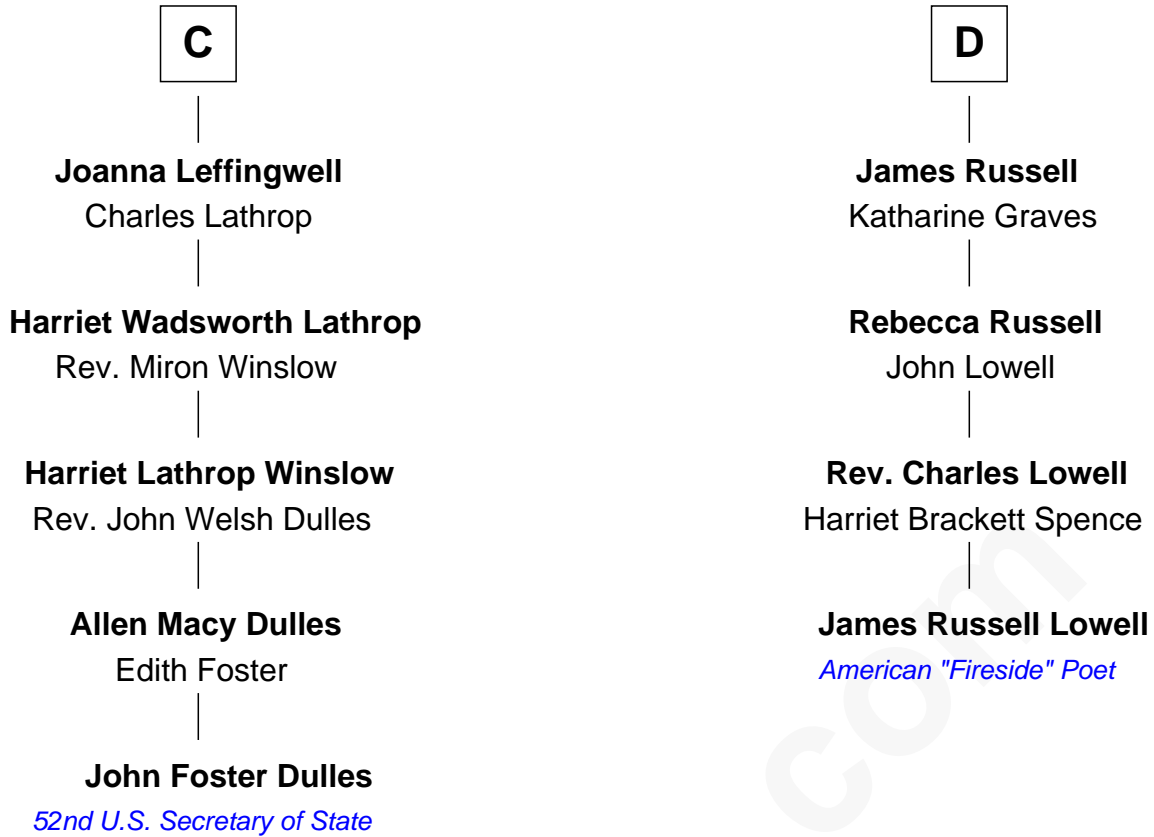 C
Joanna Leffingwell
Charles Lathrop
Harriet Wadsworth Lathrop
Rev. Miron Winslow
Harriet Lathrop Winslow
Rev. John Welsh Dulles
Allen Macy Dulles
Edith Foster
John Foster Dulles
52nd U.S. Secretary of State
D
James Russell
Katharine Graves
Rebecca Russell
John Lowell
Rev. Charles Lowell
Harriet Brackett Spence
James Russell Lowell
American "Fireside" Poet
com